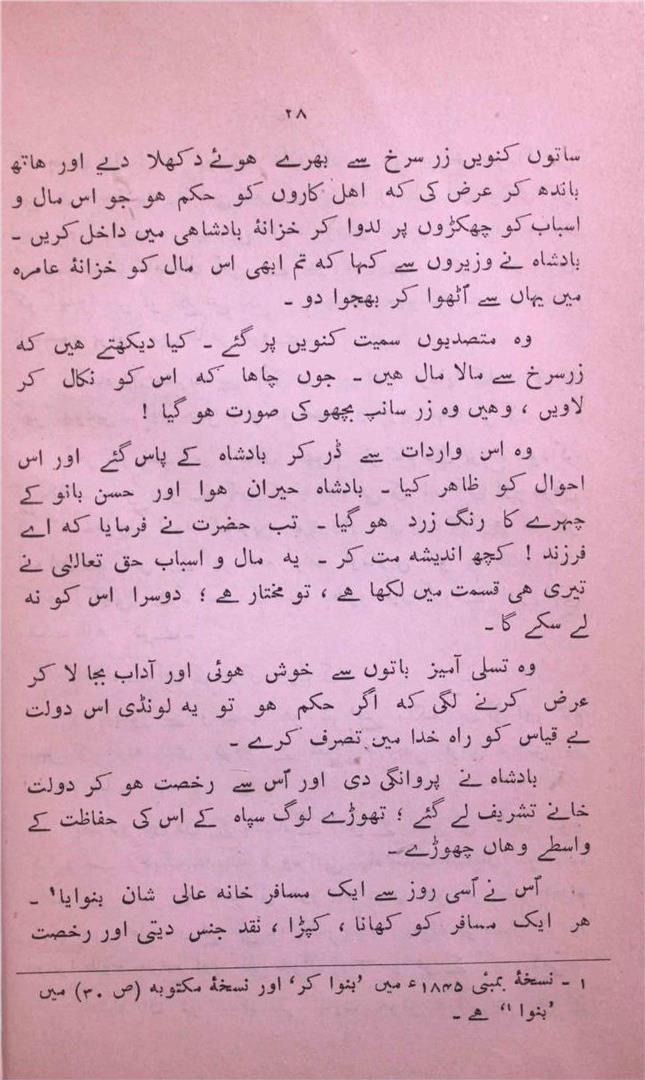 ۲۸
ساتوں کنویں زر سرخ سے بھرے ہوئے دکھلا دیے اور ہاتھ
باندھ کر عرض کی کہ اہل کاروں کو حکم ہو جو اس مال و
اسباب کو چھکڑوں پر لدوا کر خزانۂ بادشاہی میں داخل کریں ۔
بادشاہ نے وزیروں سے کہا کہ تم ابھی اس مال کو خزانۂ عامرہ
میں یہاں سے اُٹھوا کر بھجوا دو ۔
وہ متصدیوں سمیت کنویں پر گئے ۔ کیا دیکھتے ہیں کہ
زرسرخ سے مالا مال ہیں ۔ جوں چاہا کہ اس کو نکال کر
لاویں ، وہیں وہ زر سانپ بچھو کی صورت ہو گیا !
وہ اس واردات سے ڈر کر بادشاہ کے پاس گئے اور اس
احوال کو ظاہر کیا ۔ بادشاہ حیران ہوا اور حسن بانو کے
چہرے کا رنگ زرد ہو گیا ۔ تب حضرت نے فرمایا کہ اے
فرزند ! کچھ اندیشہ مت کر ۔ یہ مال و اسباب حق تعالیٰ نے
تیری ہی قسمت میں لکھا ہے ، تو مختار ہے ؛ دوسرا اس کو نہ
لے سکے گا ۔
وہ تسلی آمیز باتوں سے خوش ہوئی اور آداب بجا لا کر
عرض کرنے لگی کہ اگر حکم ہو تو یہ لونڈی اس دولت
بے قیاس کو راہ خدا میں تصرف کرے ۔
بادشاہ نے پروانگی دی اور اُس سے رخصت ہو کر دولت
خانے تشریف لے گئے ؛ تھوڑے لوگ سپاہ کے اس کی حفاظت کے
واسطے وہاں چھوڑے ۔
اُس نے اُسی روز سے ایک مسافر خانہ عالی شان بنوایا۱ ۔
ہر ایک مسافر کو کھانا ، کپڑا ، نقد جنس دیتی اور رخصت
۱ ۔ نسخۂ بمبئی ۱۸۴۵ء میں ’بنوا کر‘ اور نسخۂ مکتوبہ (ص ۳۰) میں
’بنوا‘ ہے ۔